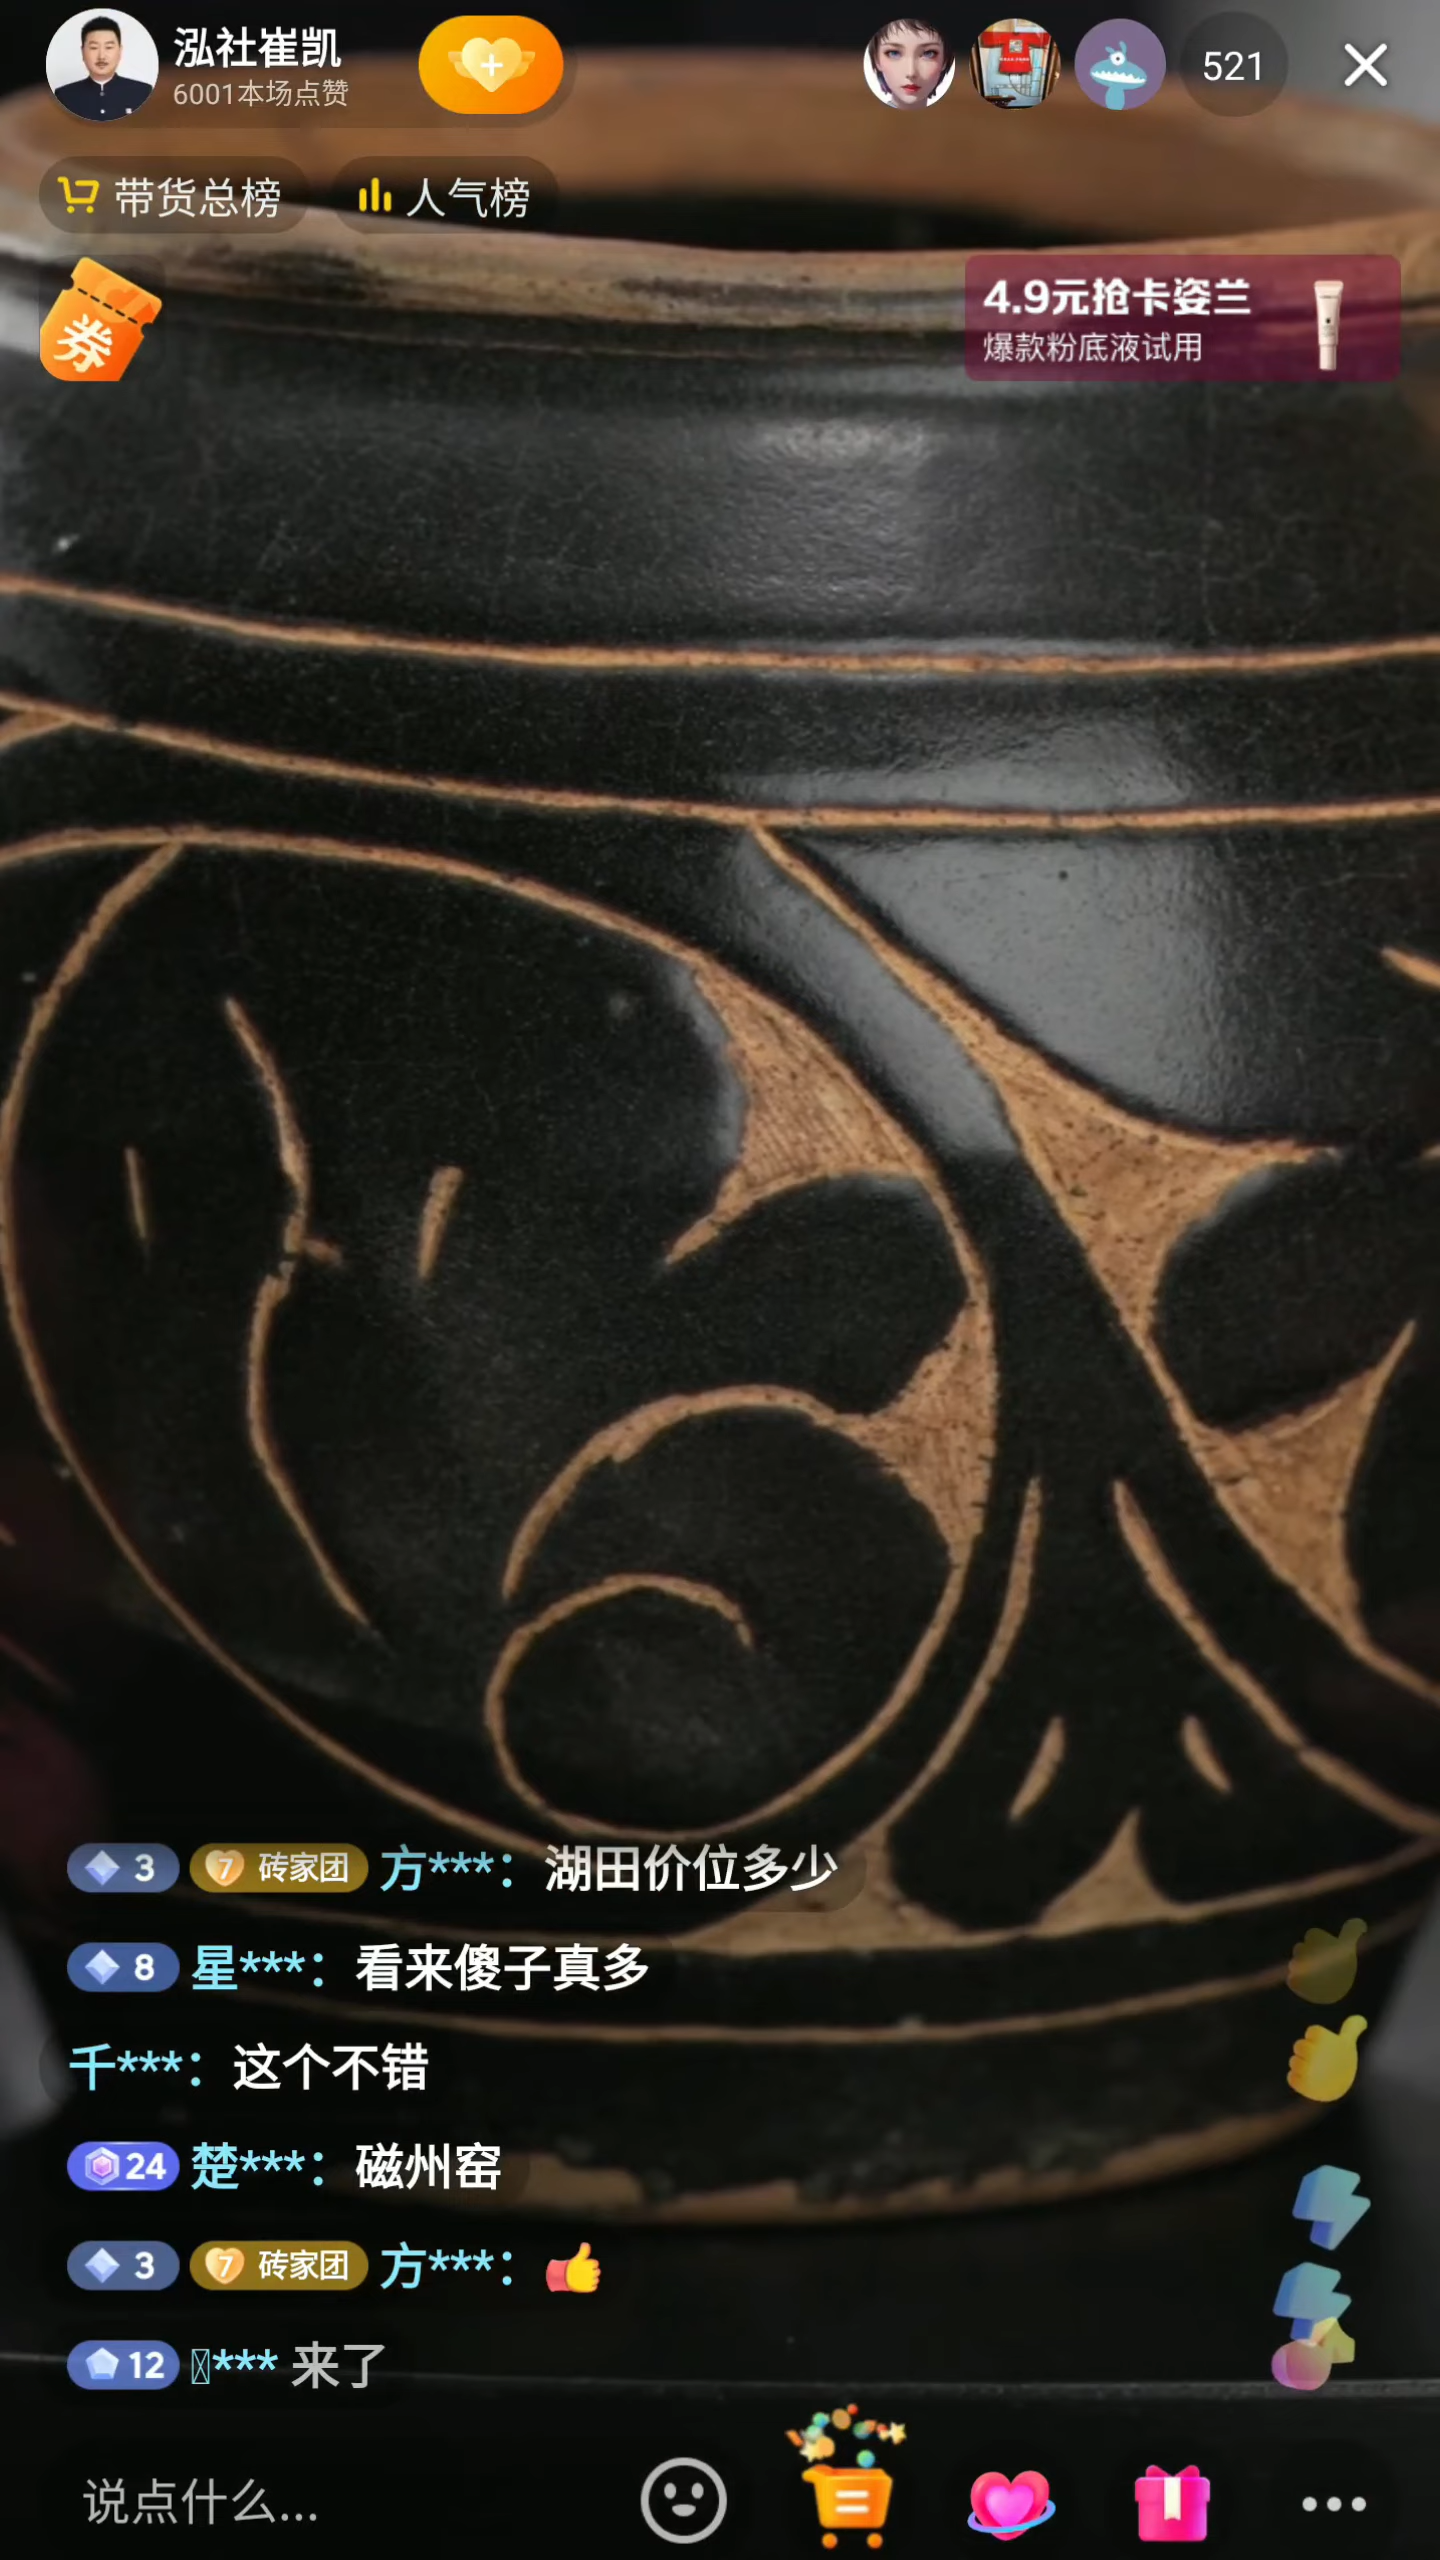 泓社崔凯
6001本场点赞
521
带货总榜
人气榜
券
4.9元抢卡姿兰
爆款粉底液试用
3 7 砖家团 方***：湖田价位多少
8 星***：看来傻子真多
千***：这个不错
24 楚***：磁州窑
3 7 砖家团 方***：👍
12 *** 来了
说点什么...